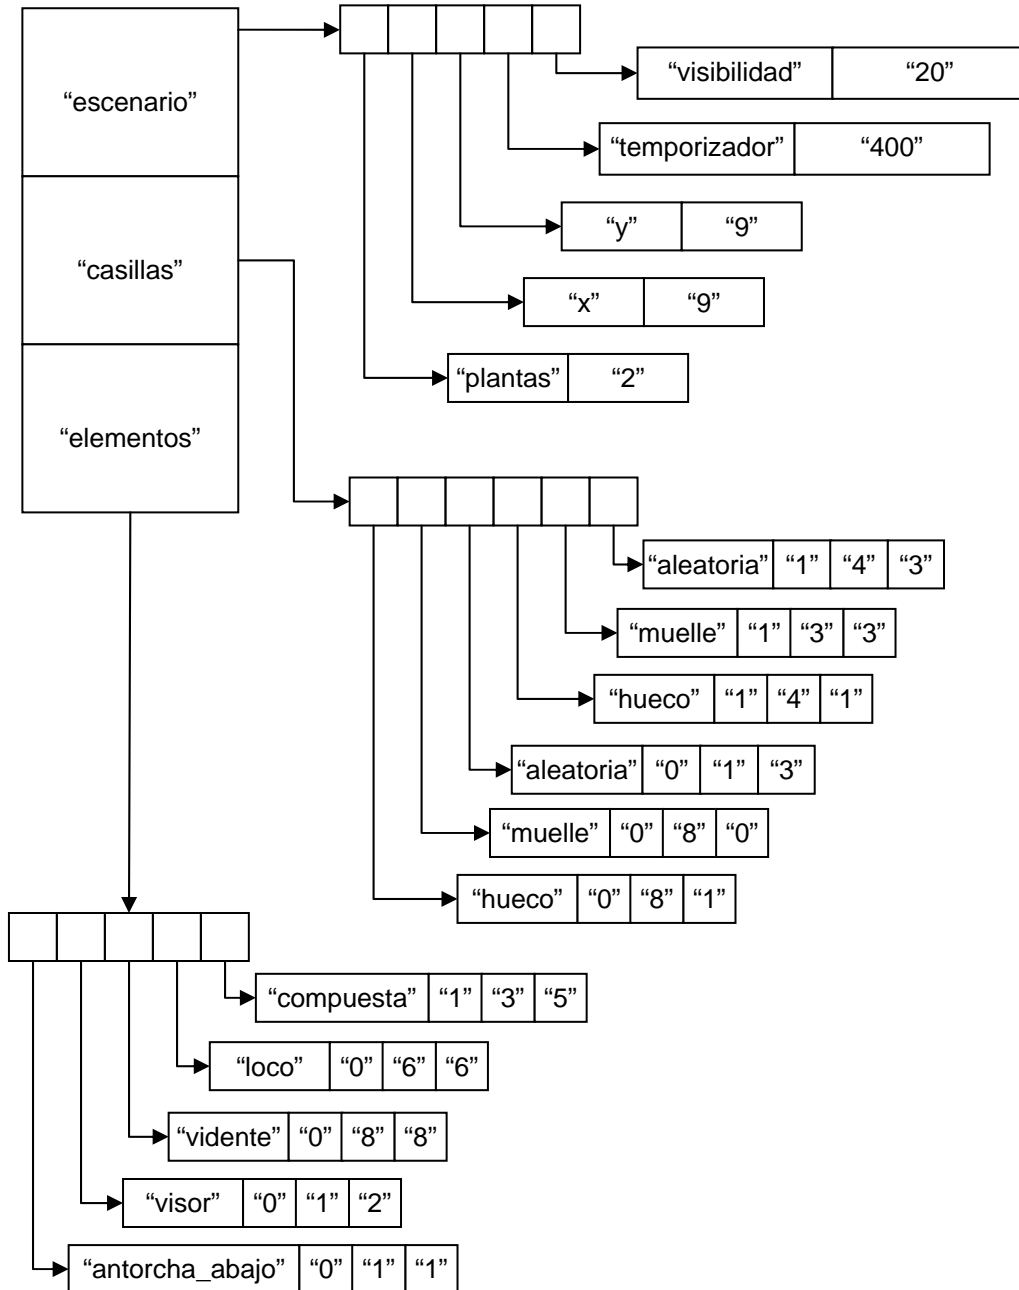 “escenario”
“visibilidad” “20”
“temporizador” “400”
“y” “9”
“casillas”
“x” “9”
“plantas” “2”
“elementos”
“aleatoria” “1” “4” “3”
“muelle” “1” “3” “3”
“hueco” “1” “4” “1”
“aleatoria” “0” “1” “3”
“muelle” “0” “8” “0”
“hueco” “0” “8” “1”
“compuesta” “1” “3” “5”
“loco” “0” “6” “6”
“vidente” “0” “8” “8”
“visor” “0” “1” “2”
“antorcha_abajo” “0” “1” “1”